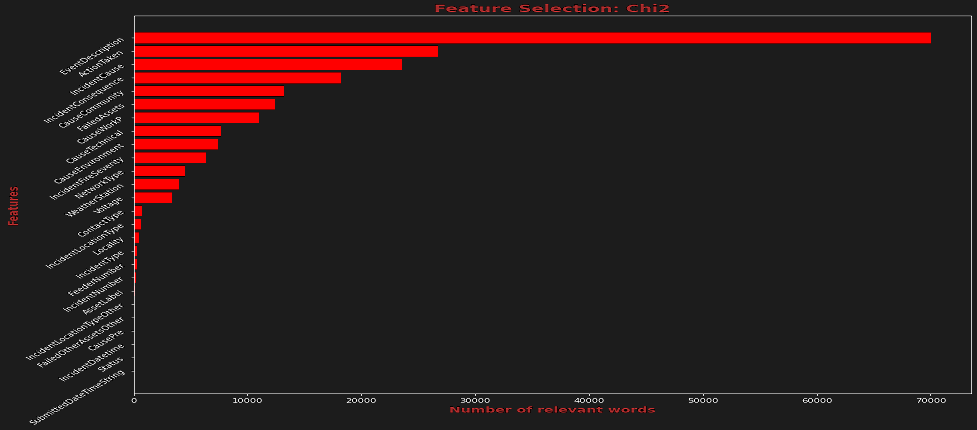 Feature Selection: Chi2
Features
EventDescription
ActionTaken
IncidentCause
IncidentConsequence
CauseCommunity
FailedAssets
CauseWorkP
CauseTechnical
CauseEnvironment
IncidentFireSeverity
NetworkType
WeatherStation
Voltage
ContactType
IncidentLocationType
Locality
IncidentType
FeederNumber
IncidentNumber
AssetLabel
IncidentLocationTypeOther
FailedOtherAssetsOther
CausePre
IncidentDatetime
Status
SubmittedDateTimeString
0 10000 20000 30000 40000 50000 60000 70000
Number of relevant words